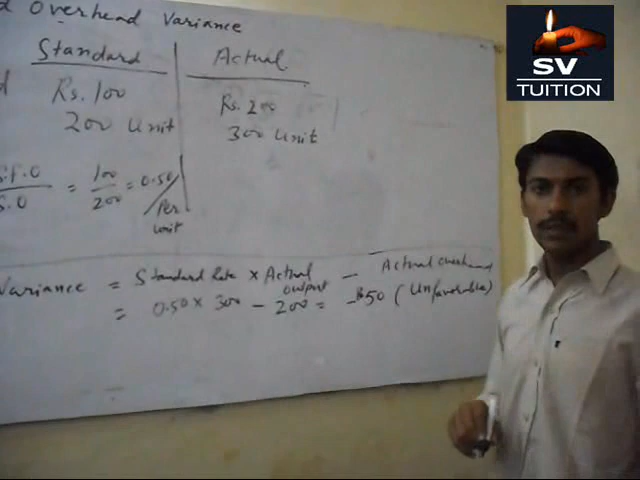 Overhead Variance
Standard Actual
Rs. 100 Rs. 200
200 Unit 300 Unit
S.F.O / S.O = 100 / 200 = 0.50 / Per unit
Variance = Standard Rate × Actual output - Actual overhead
= 0.50 × 300 - 200 = -50 (Unfavorable)
SV
TUITION